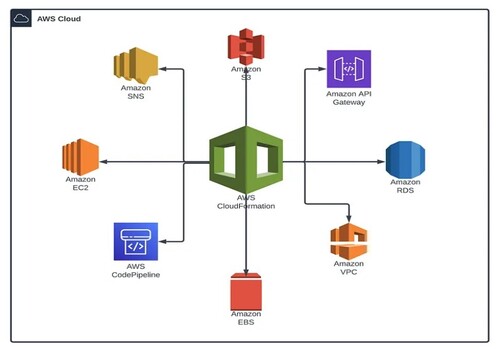 AWS Cloud
Amazon
SNS
Amazon
S3
Amazon API
Gateway
Amazon
EC2
AWS
CloudFormation
Amazon
RDS
AWS
CodePipeline
Amazon
VPC
Amazon
EBS